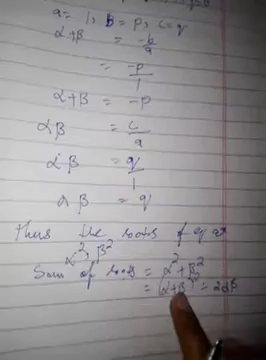 a = 1, b = p, c = q
α+β = -b/a
= -p/1
α+β = -p
αβ = c/a
αβ = q/1
αβ = q
Thus the roots of q
α², β²
Sum of roots = α²+β²
= (α+β)² = 2αβ